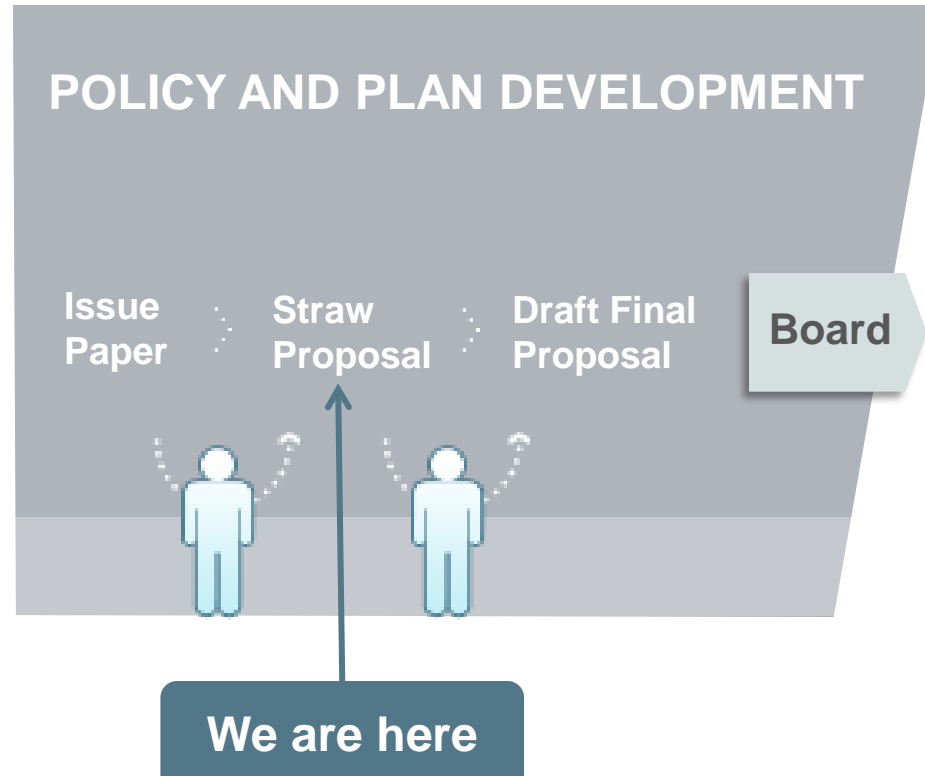 POLICY AND PLAN DEVELOPMENT
Issue
Paper
Straw
Proposal
Draft Final
Proposal
Board
We are here